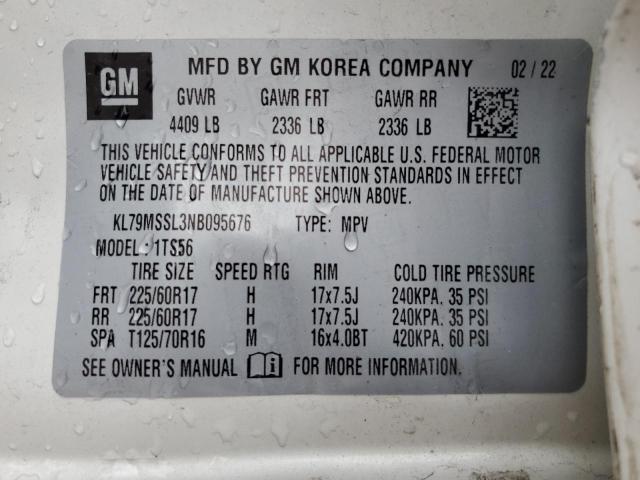 GM MFD BY GM KOREA COMPANY 02 / 22
GVWR GAWR FRT GAWR RR
4409 LB 2336 LB 2336 LB
THIS VEHICLE CONFORMS TO ALL APPLICABLE U.S. FEDERAL MOTOR
VEHICLE SAFETY AND THEFT PREVENTION STANDARDS IN EFFECT
ON THE DATE OF MANUFACTURE SHOWN ABOVE.
KL79MSSL3NB095676 TYPE: MPV
MODEL: 1TS56
TIRE SIZE SPEED RTG RIM COLD TIRE PRESSURE
FRT 225/60R17 H 17x7.5J 240KPA. 35 PSI
RR 225/60R17 H 17x7.5J 240KPA. 35 PSI
SPA T125/70R16 M 16x4.0BT 420KPA. 60 PSI
SEE OWNER'S MANUAL FOR MORE INFORMATION.